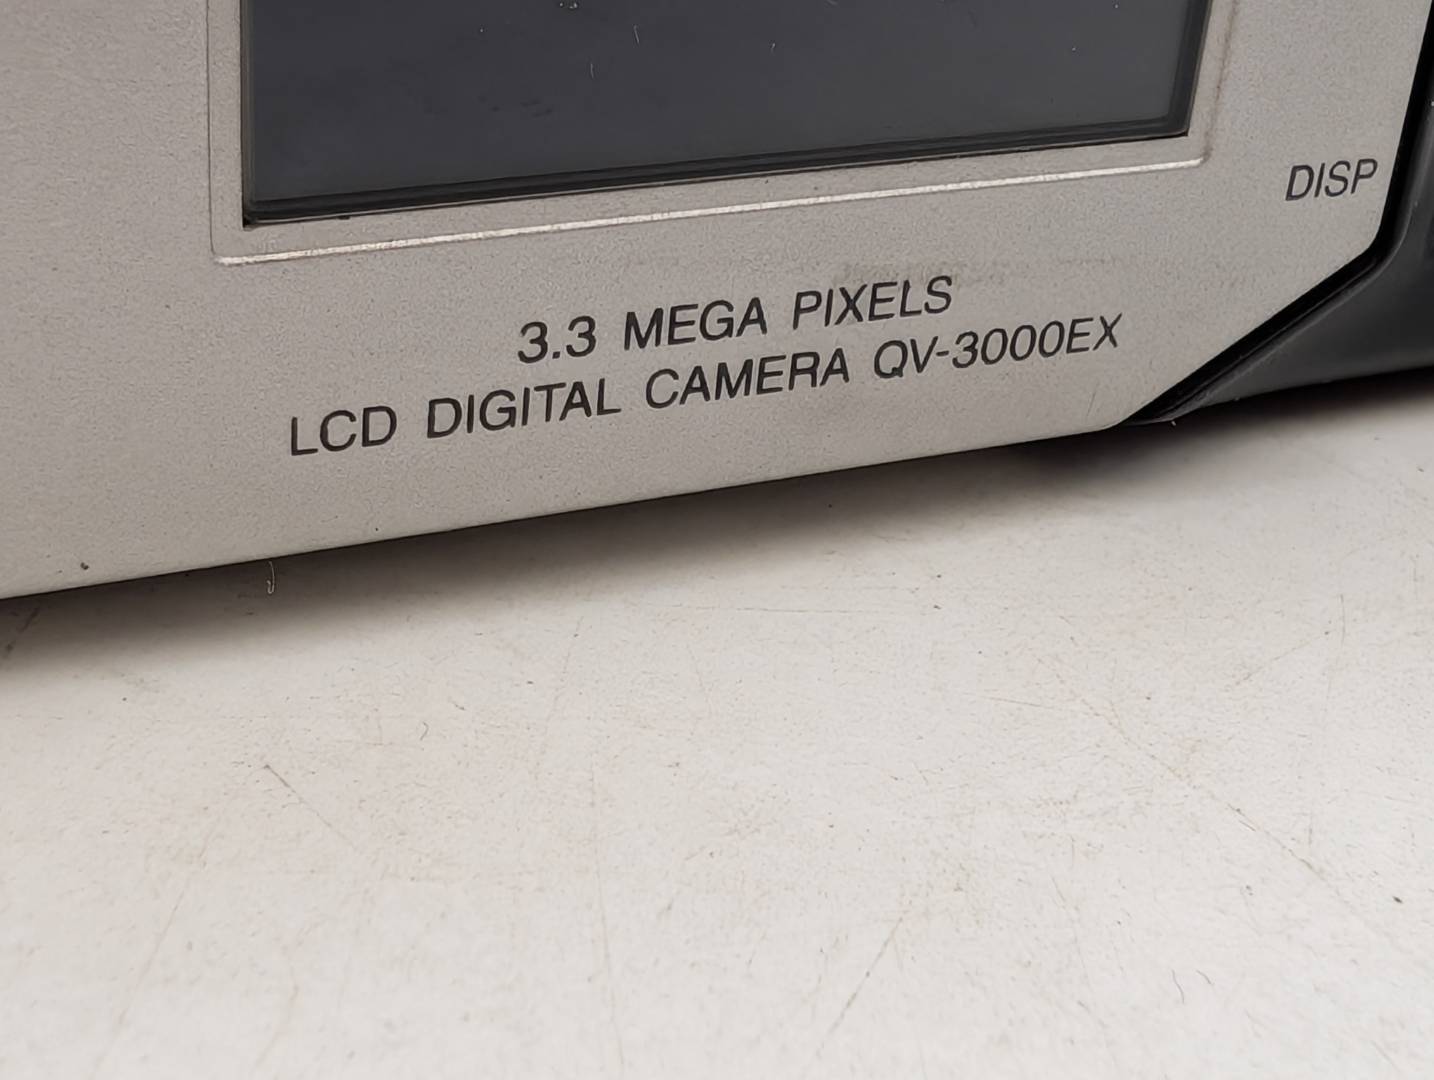 DISP
3.3 MEGA PIXELS
LCD DIGITAL CAMERA QV-3000EX